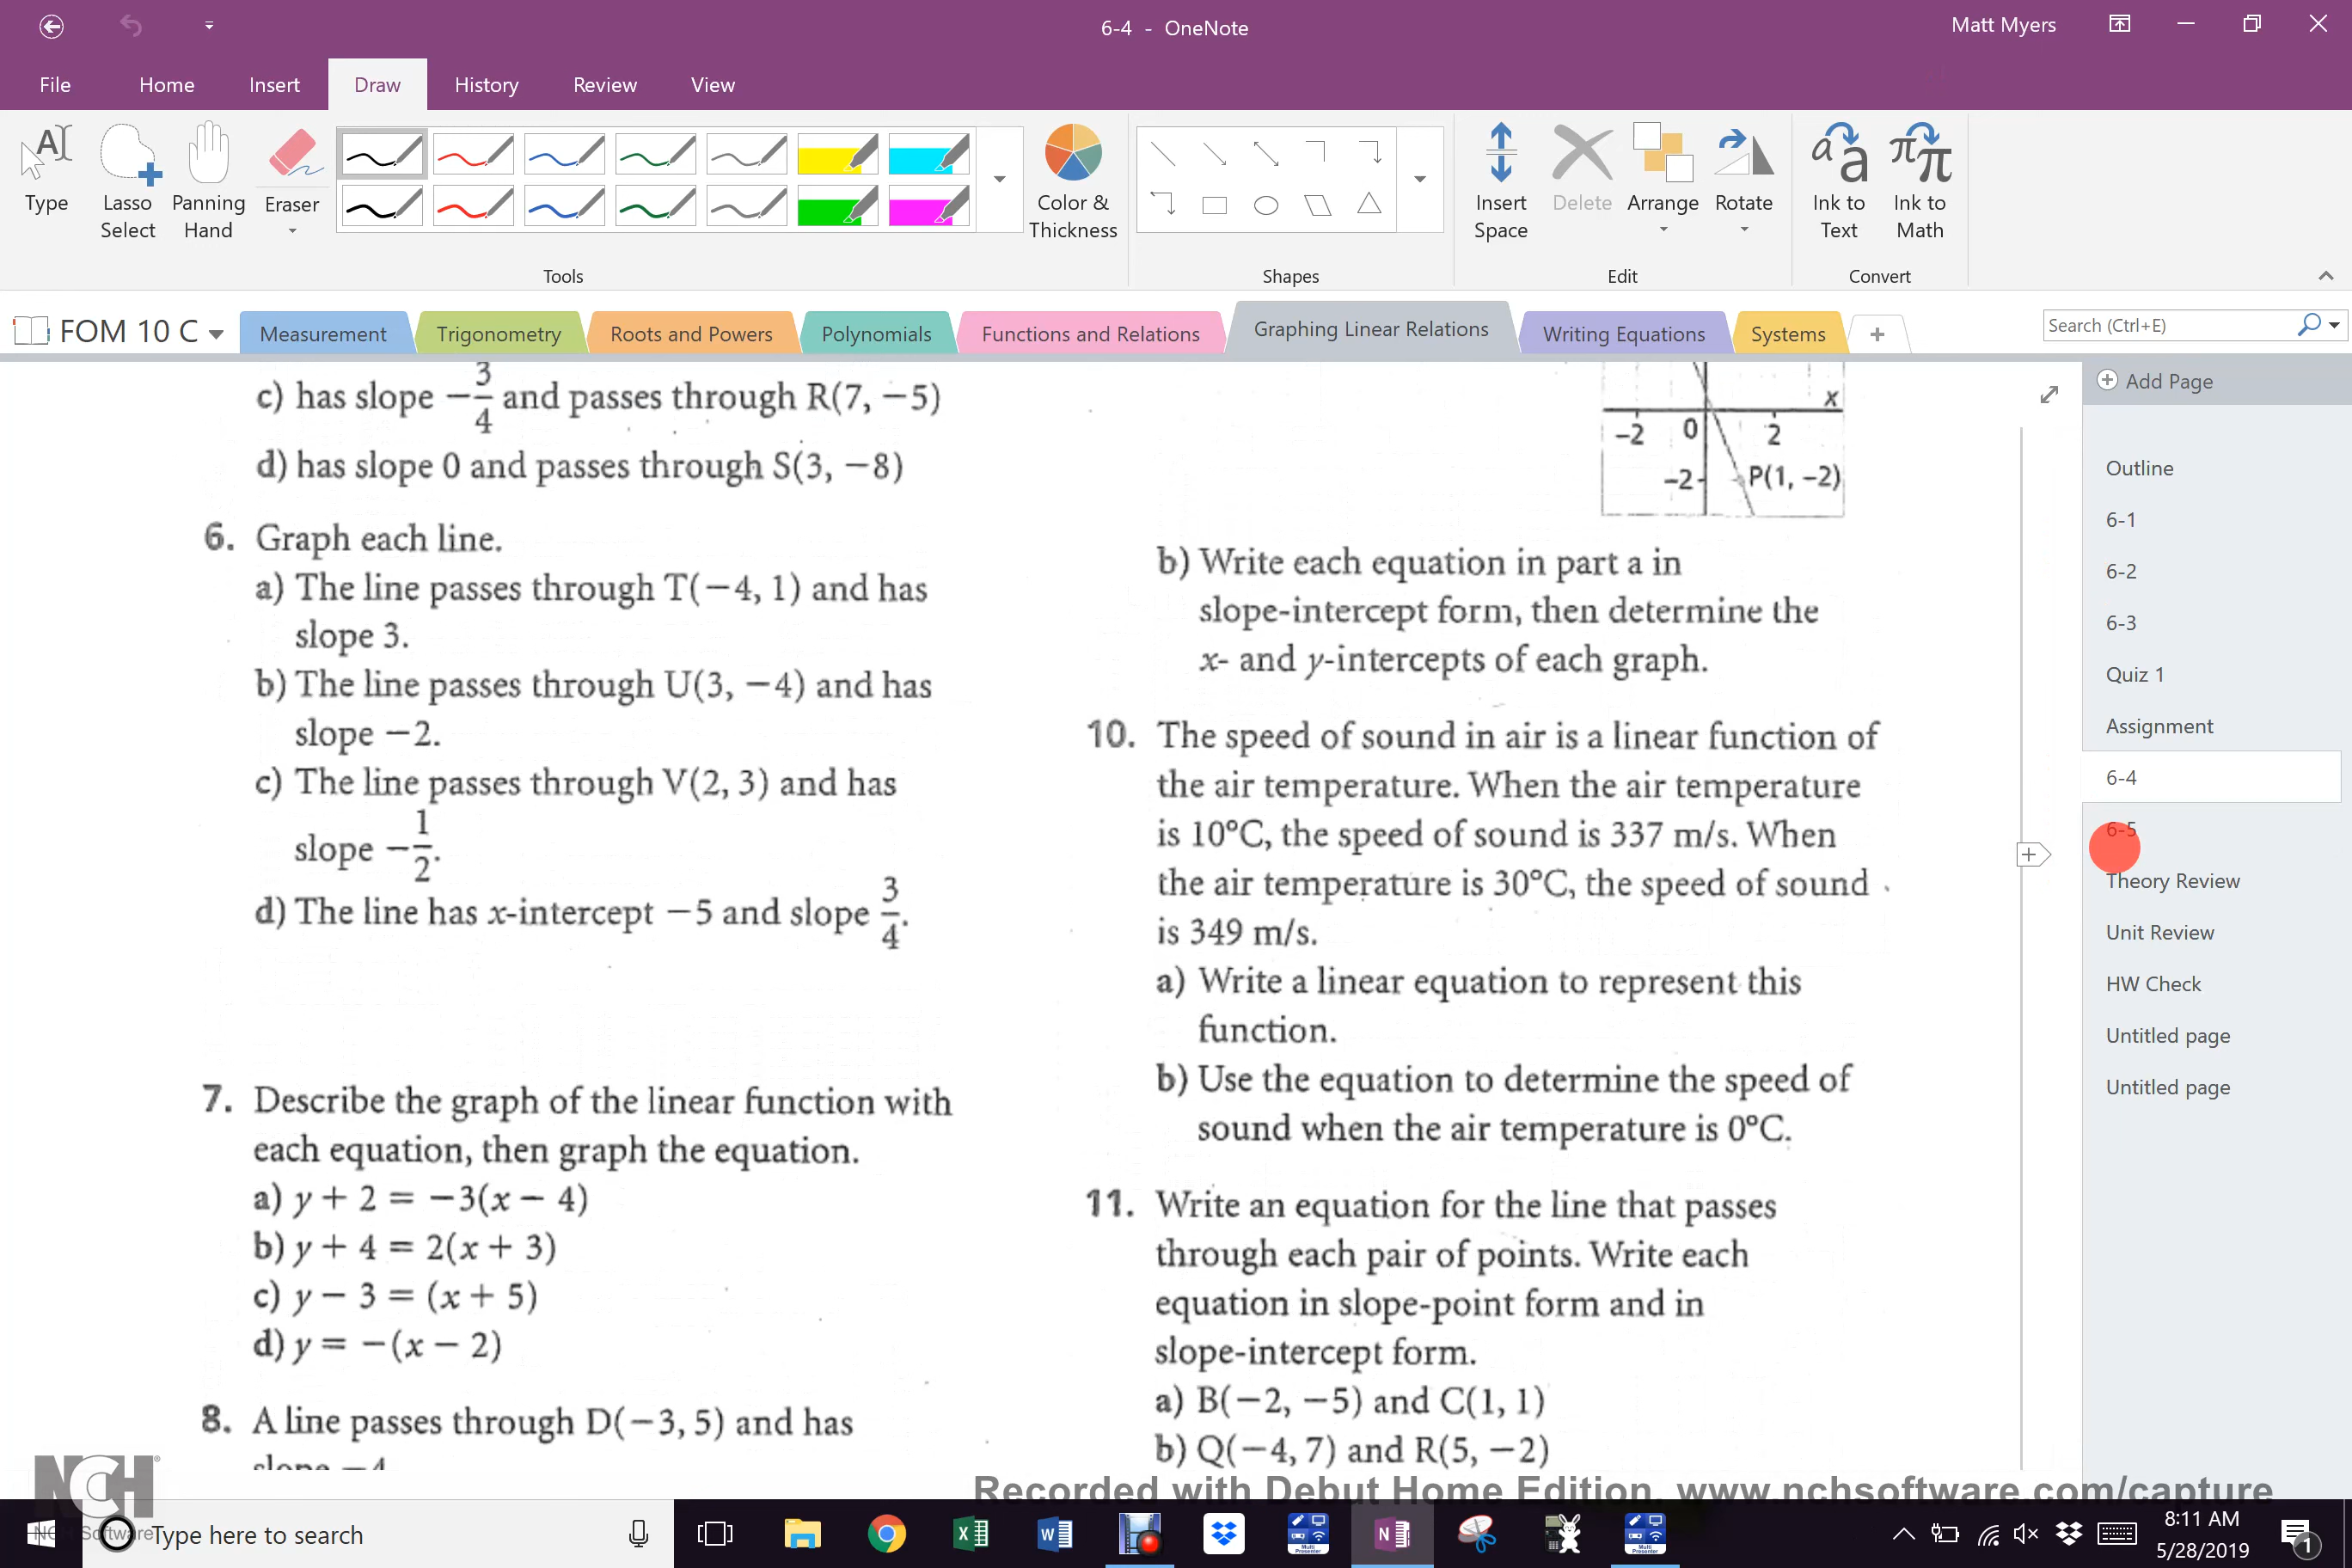 6-4 - OneNote
Matt Myers
File Home Insert Draw History Review View
Type
Lasso Select
Panning Hand
Eraser
Color & Thickness
Insert Space
Delete
Arrange
Rotate
Ink to Text
Ink to Math
Tools
Shapes
Edit
Convert
FOM 10 C
Measurement
Trigonometry
Roots and Powers
Polynomials
Functions and Relations
Graphing Linear Relations
Writing Equations
Systems
Search (Ctrl+E)
c) has slope −3/4 and passes through R(7, −5)
d) has slope 0 and passes through S(3, −8)
6. Graph each line.
a) The line passes through T(−4, 1) and has
slope 3.
b) The line passes through U(3, −4) and has
slope −2.
c) The line passes through V(2, 3) and has
slope −1/2.
d) The line has x-intercept −5 and slope 3/4.
7. Describe the graph of the linear function with
each equation, then graph the equation.
a) y + 2 = −3(x − 4)
b) y + 4 = 2(x + 3)
c) y − 3 = (x + 5)
d) y = −(x − 2)
8. A line passes through D(−3, 5) and has
slope −4
x
−2 0 2
−2 P(1, −2)
b) Write each equation in part a in
slope-intercept form, then determine the
x- and y-intercepts of each graph.
10. The speed of sound in air is a linear function of
the air temperature. When the air temperature
is 10°C, the speed of sound is 337 m/s. When
the air temperature is 30°C, the speed of sound
is 349 m/s.
a) Write a linear equation to represent this
function.
b) Use the equation to determine the speed of
sound when the air temperature is 0°C.
11. Write an equation for the line that passes
through each pair of points. Write each
equation in slope-point form and in
slope-intercept form.
a) B(−2, −5) and C(1, 1)
b) Q(−4, 7) and R(5, −2)
Add Page
Outline
6-1
6-2
6-3
Quiz 1
Assignment
6-4
6-5
Theory Review
Unit Review
HW Check
Untitled page
Untitled page
NCH
NCH Software
Recorded with Debut Home Edition. www.nchsoftware.com/capture
Type here to search
Multi Presenter
Multi Presenter
8:11 AM
5/28/2019
1